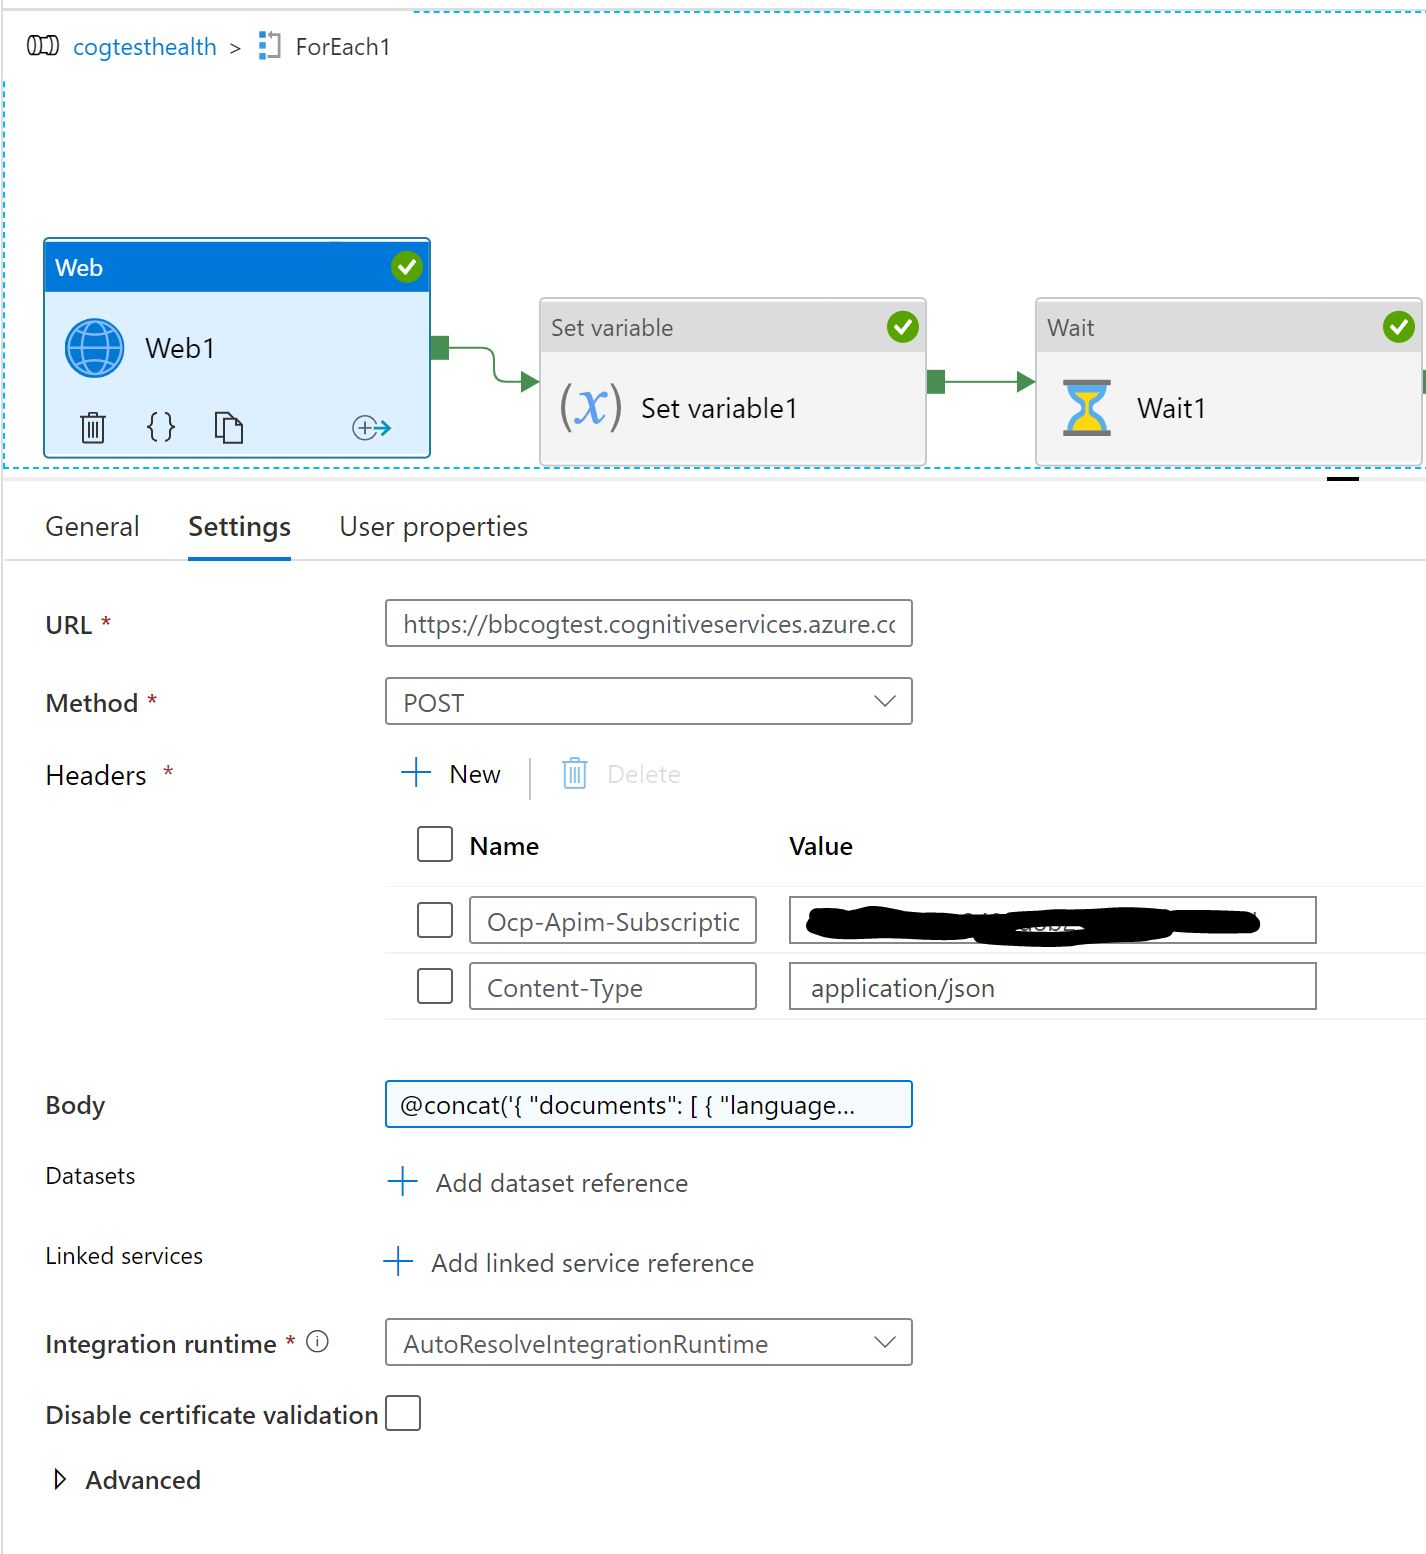 cogtesthealth > ForEach1
Web
Web1
Set variable
(x) Set variable1
Wait
Wait1
General Settings User properties
URL * https://bbcogtest.cognitiveservices.azure.cc
Method * POST
Headers * New Delete
Name Value
Ocp-Apim-Subscriptic
Content-Type application/json
Body @concat('{ "documents": [ { "language...
Datasets Add dataset reference
Linked services Add linked service reference
Integration runtime * AutoResolveIntegrationRuntime
Disable certificate validation
Advanced